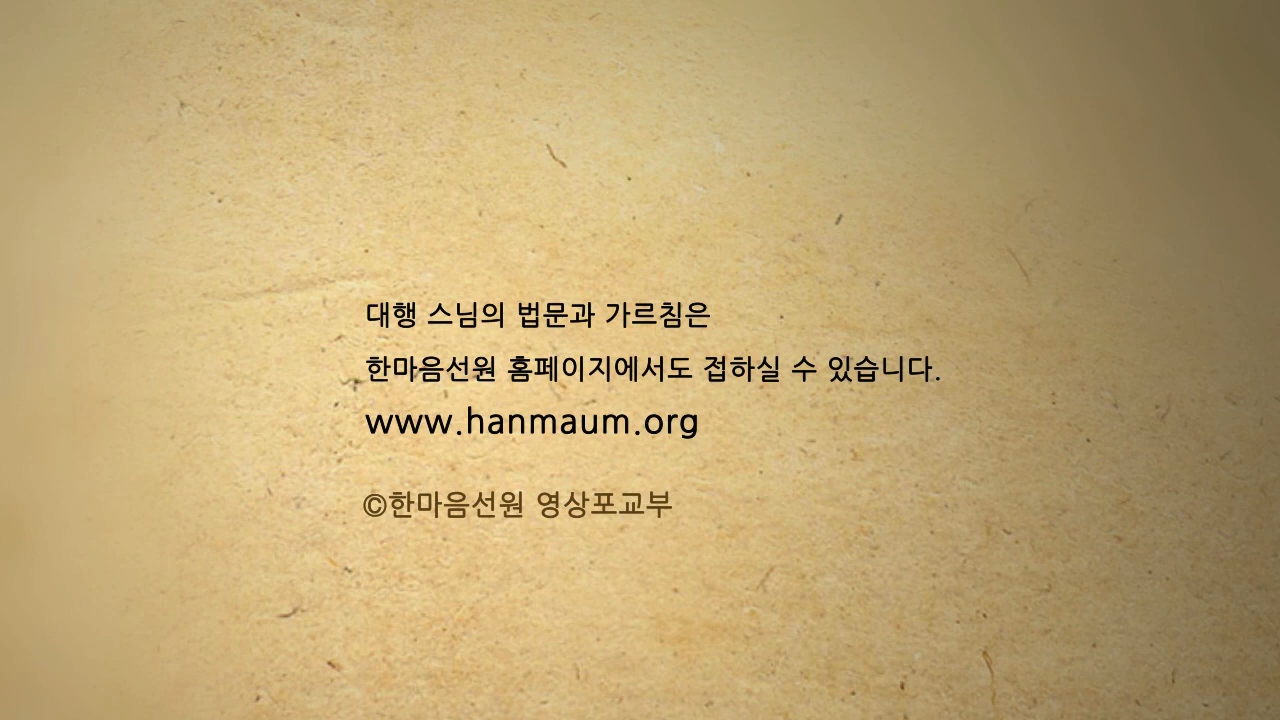 대행 스님의 법문과 가르침은
한마음선원 홈페이지에서도 접하실 수 있습니다.
www.hanmaum.org
©한마음선원 영상포교부